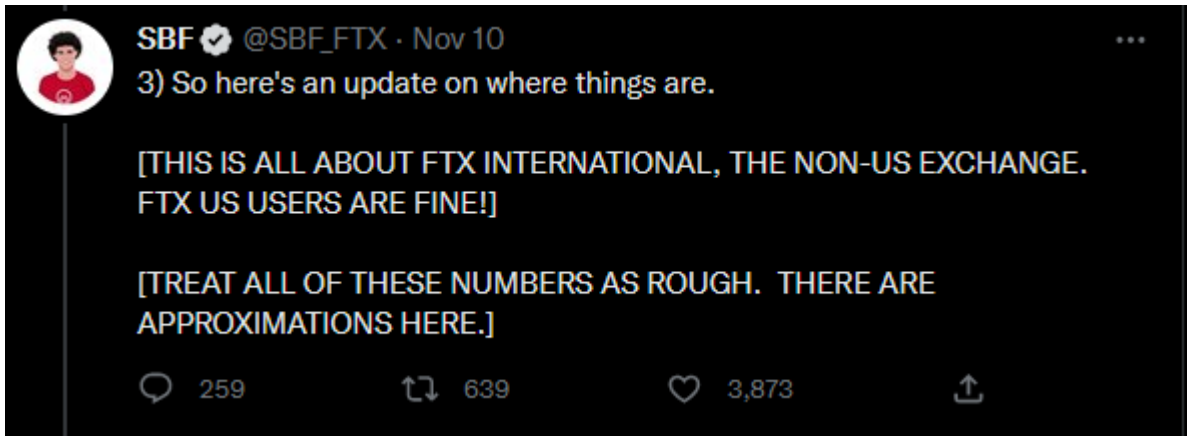 SBF @SBF_FTX · Nov 10
3) So here's an update on where things are.
[THIS IS ALL ABOUT FTX INTERNATIONAL, THE NON-US EXCHANGE.
FTX US USERS ARE FINE!]
[TREAT ALL OF THESE NUMBERS AS ROUGH.  THERE ARE
APPROXIMATIONS HERE.]
259 639 3,873